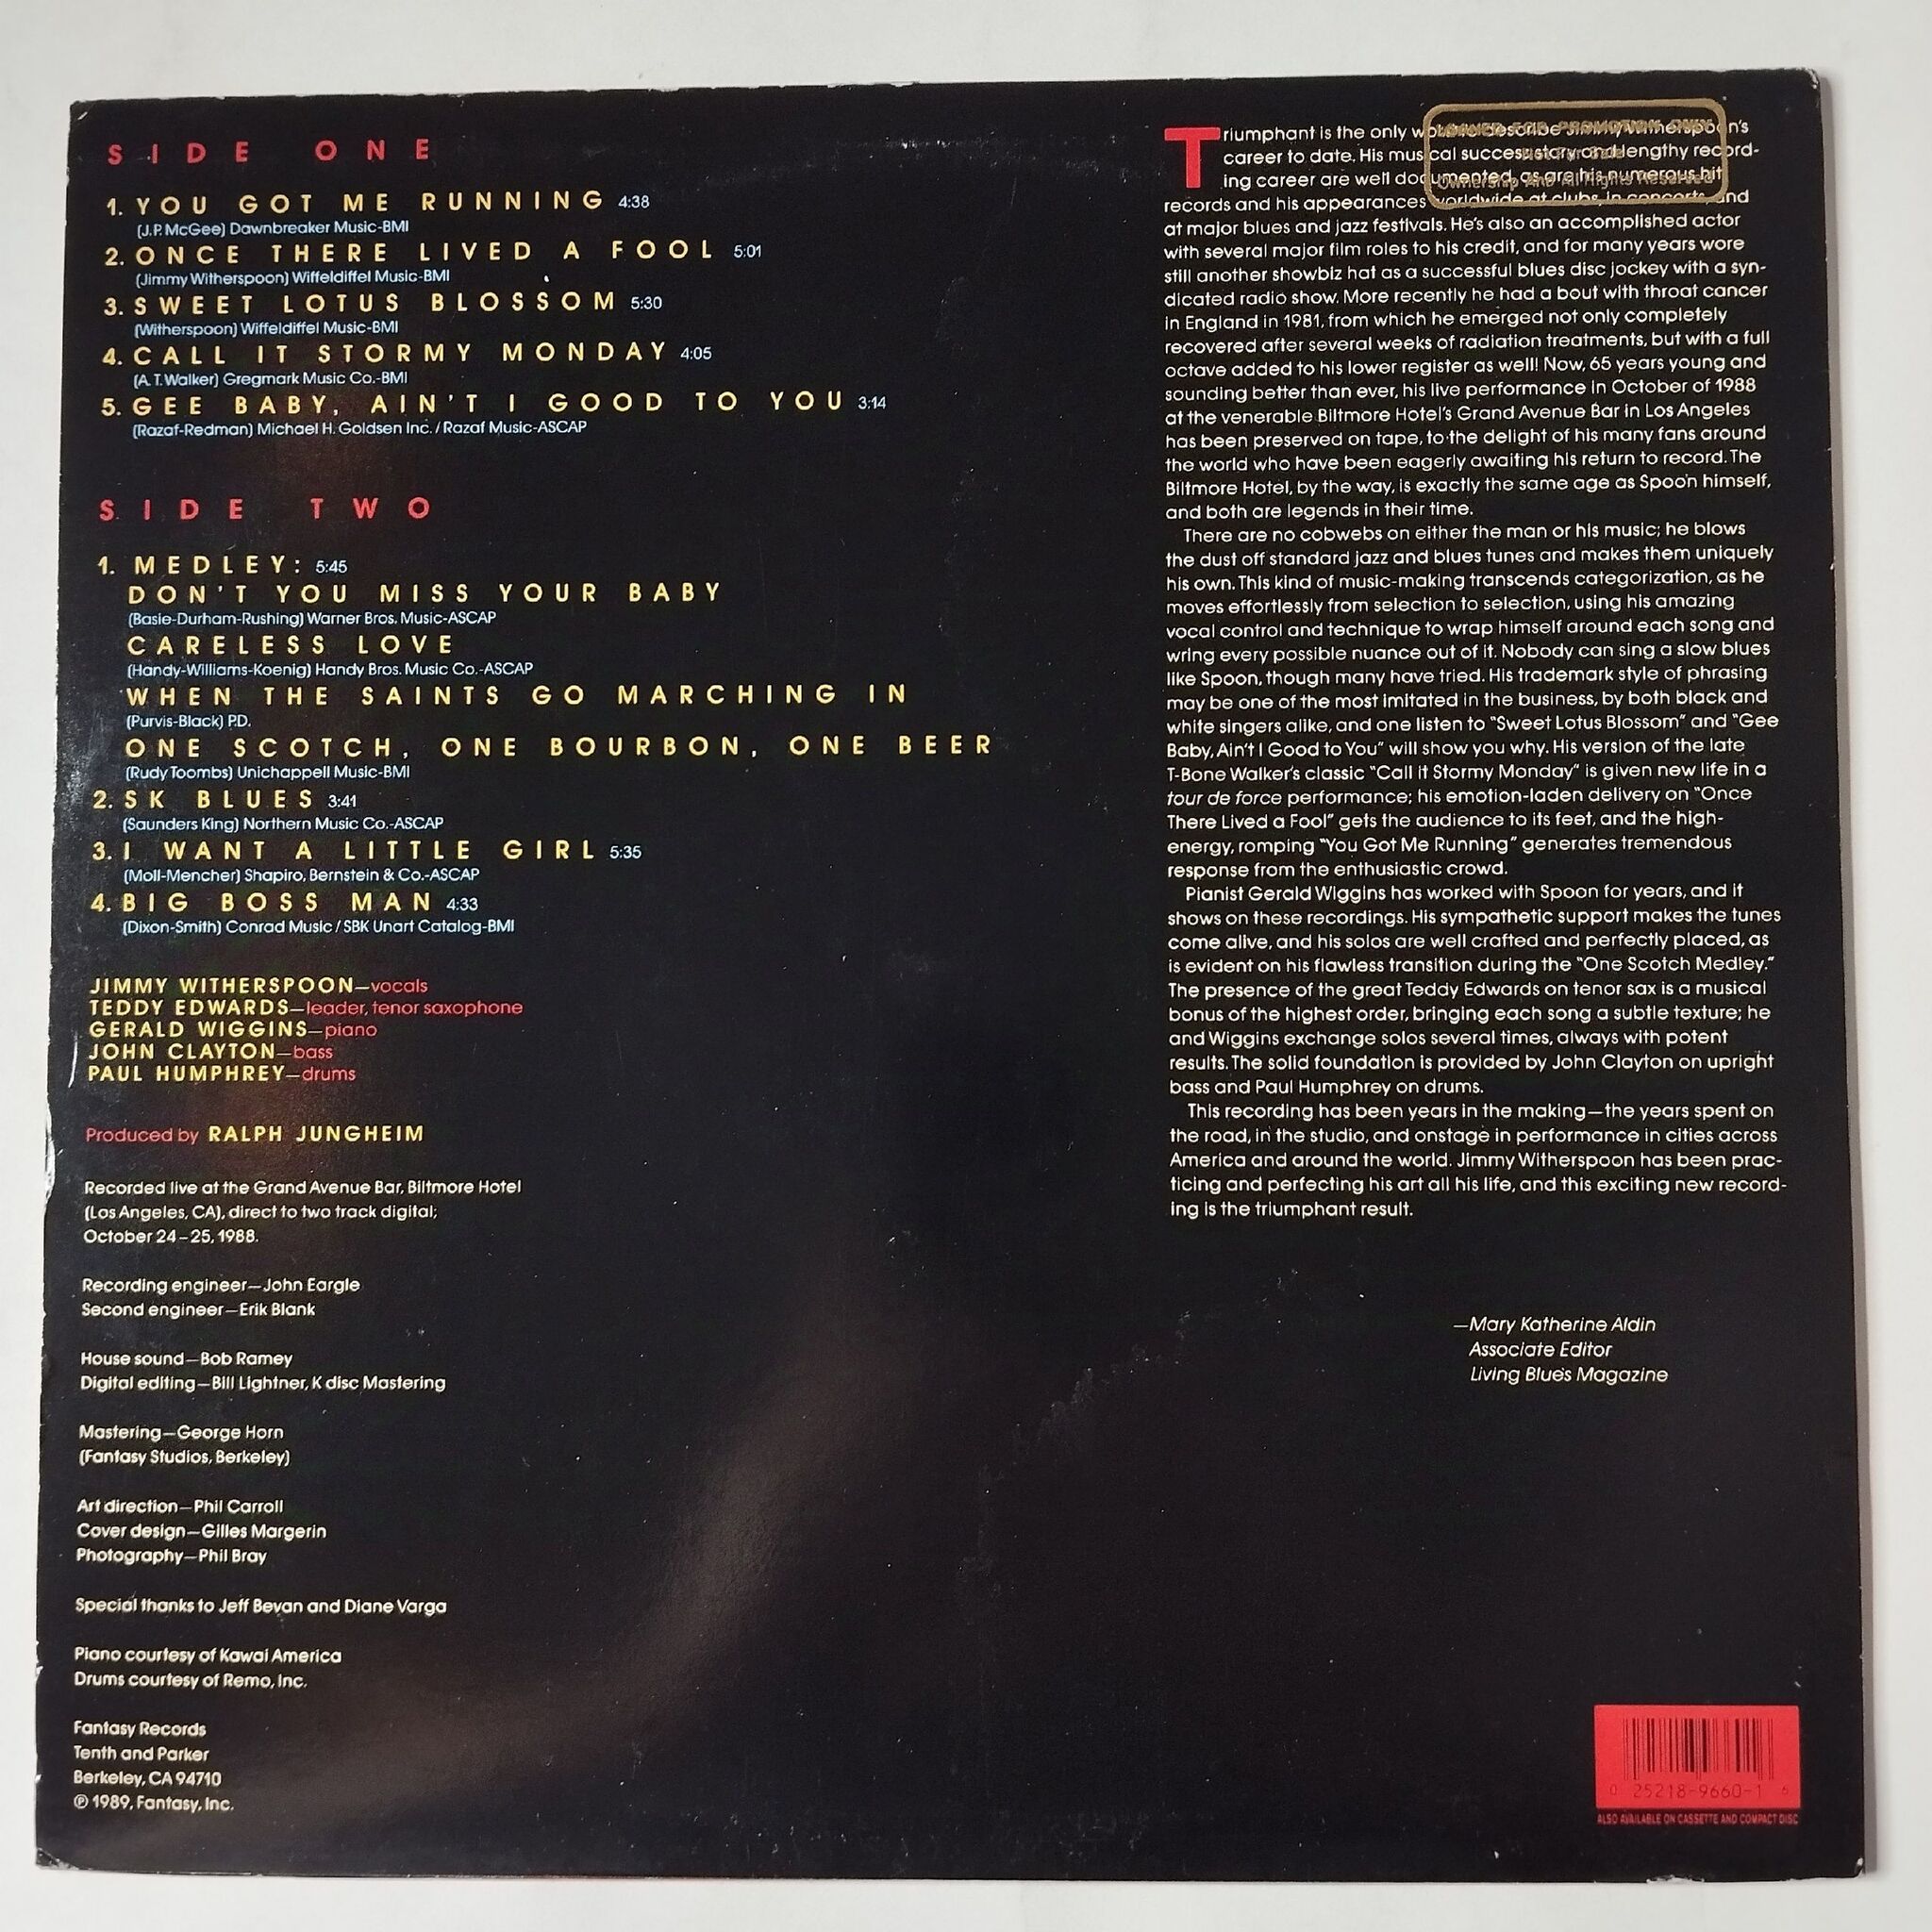 SIDE ONE
1. YOU GOT ME RUNNING 4:38
(J.P. McGee) Dawnbreaker Music-BMI
2. ONCE THERE LIVED A FOOL 5:01
(Jimmy Witherspoon) Wiffeldiffel Music-BMI
3. SWEET LOTUS BLOSSOM 5:30
(Witherspoon) Wiffeldiffel Music-BMI
4. CALL IT STORMY MONDAY 4:05
(A.T. Walker) Gregmark Music Co.-BMI
5. GEE BABY, AIN'T I GOOD TO YOU 3:14
(Razaf-Redman) Michael H. Goldsen Inc. / Razaf Music-ASCAP
SIDE TWO
1. MEDLEY: 5:45
DON'T YOU MISS YOUR BABY
(Basie-Durham-Rushing) Warner Bros. Music-ASCAP
CARELESS LOVE
(Handy-Williams-Koenig) Handy Bros. Music Co.-ASCAP
WHEN THE SAINTS GO MARCHING IN
(Purvis-Black) P.D.
ONE SCOTCH, ONE BOURBON, ONE BEER
(Rudy Toombs) Unichappell Music-BMI
2. SK BLUES 3:41
(Saunders King) Northern Music Co.-ASCAP
3. I WANT A LITTLE GIRL 5:35
(Moll-Mencher) Shapiro, Bernstein & Co.-ASCAP
4. BIG BOSS MAN 4:33
(Dixon-Smith) Conrad Music / SBK Unart Catalog-BMI
JIMMY WITHERSPOON—vocals
TEDDY EDWARDS—leader, tenor saxophone
GERALD WIGGINS—piano
JOHN CLAYTON—bass
PAUL HUMPHREY—drums
Produced by RALPH JUNGHEIM
Recorded live at the Grand Avenue Bar, Biltmore Hotel
(Los Angeles, CA), direct to two track digital;
October 24–25, 1988.
Recording engineer—John Eargle
Second engineer—Erik Blank
House sound—Bob Ramey
Digital editing—Bill Lightner, K disc Mastering
Mastering—George Horn
(Fantasy Studios, Berkeley)
Art direction—Phil Carroll
Cover design—Gilles Margerin
Photography—Phil Bray
Special thanks to Jeff Bevan and Diane Varga
Piano courtesy of Kawai America
Drums courtesy of Remo, Inc.
Fantasy Records
Tenth and Parker
Berkeley, CA 94710
℗ 1989, Fantasy, Inc.
Triumphant is the only word to describe Jimmy Witherspoon's
career to date. His musical success story and lengthy record-
ing career are well documented, as are his numerous hit
records and his appearances worldwide at clubs, in concerts, and
at major blues and jazz festivals. He's also an accomplished actor
with several major film roles to his credit, and for many years wore
still another showbiz hat as a successful blues disc jockey with a syn-
dicated radio show. More recently he had a bout with throat cancer
in England in 1981, from which he emerged not only completely
recovered after several weeks of radiation treatments, but with a full
octave added to his lower register as well! Now, 65 years young and
sounding better than ever, his live performance in October of 1988
at the venerable Biltmore Hotel's Grand Avenue Bar in Los Angeles
has been preserved on tape, to the delight of his many fans around
the world who have been eagerly awaiting his return to record. The
Biltmore Hotel, by the way, is exactly the same age as Spoon himself,
and both are legends in their time.
There are no cobwebs on either the man or his music; he blows
the dust off standard jazz and blues tunes and makes them uniquely
his own. This kind of music-making transcends categorization, as he
moves effortlessly from selection to selection, using his amazing
vocal control and technique to wrap himself around each song and
wring every possible nuance out of it. Nobody can sing a slow blues
like Spoon, though many have tried. His trademark style of phrasing
may be one of the most imitated in the business, by both black and
white singers alike, and one listen to "Sweet Lotus Blossom" and "Gee
Baby, Ain't I Good to You" will show you why. His version of the late
T-Bone Walker's classic "Call it Stormy Monday" is given new life in a
tour de force performance; his emotion-laden delivery on "Once
There Lived a Fool" gets the audience to its feet, and the high-
energy, romping "You Got Me Running" generates tremendous
response from the enthusiastic crowd.
Pianist Gerald Wiggins has worked with Spoon for years, and it
shows on these recordings. His sympathetic support makes the tunes
come alive, and his solos are well crafted and perfectly placed, as
is evident on his flawless transition during the "One Scotch Medley."
The presence of the great Teddy Edwards on tenor sax is a musical
bonus of the highest order, bringing each song a subtle texture; he
and Wiggins exchange solos several times, always with potent
results. The solid foundation is provided by John Clayton on upright
bass and Paul Humphrey on drums.
This recording has been years in the making—the years spent on
the road, in the studio, and onstage in performance in cities across
America and around the world. Jimmy Witherspoon has been prac-
ticing and perfecting his art all his life, and this exciting new record-
ing is the triumphant result.
—Mary Katherine Aldin
Associate Editor
Living Blues Magazine
FOR PROMOTION ONLY
Not For Sale
Ownership And All Rights Reserved
0 25218-9660-1 6
ALSO AVAILABLE ON CASSETTE AND COMPACT DISC